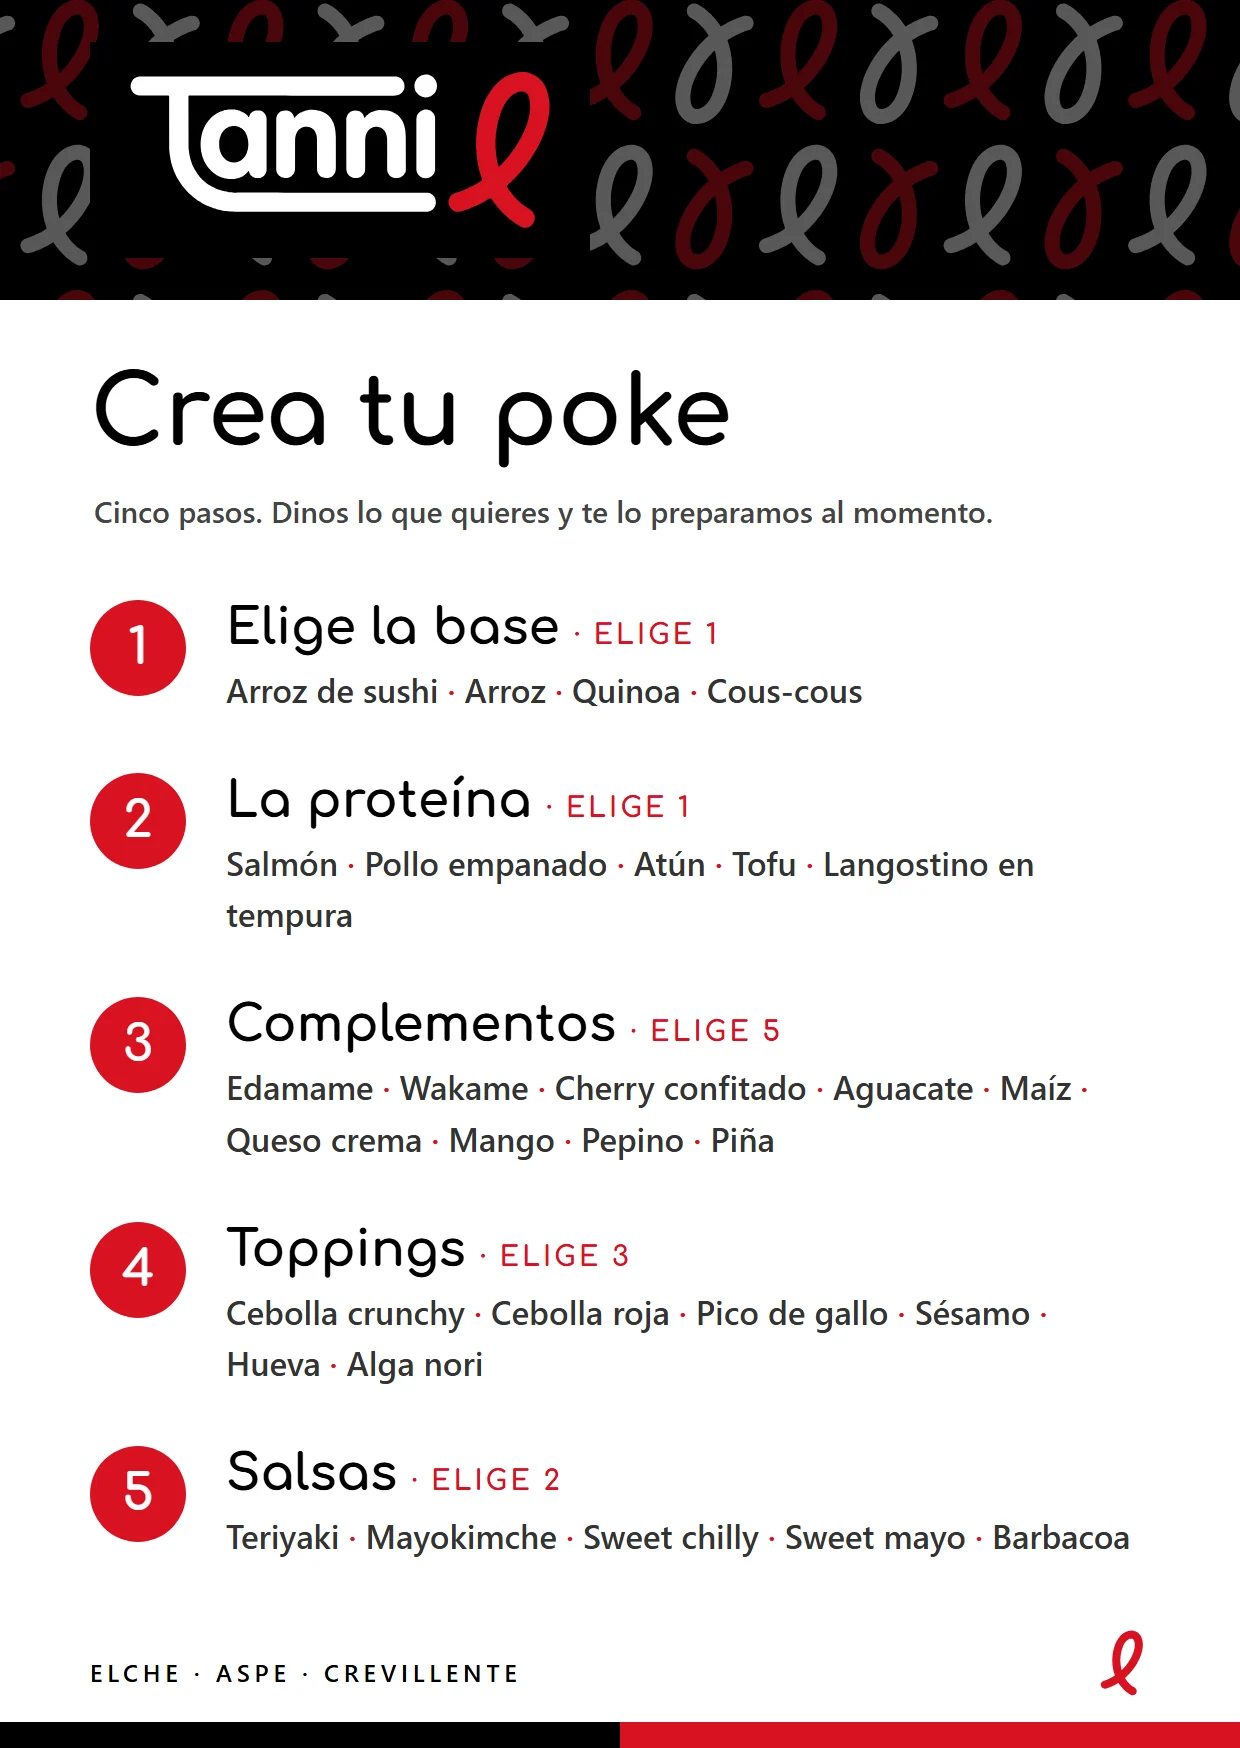 Tanni
Crea tu poke
Cinco pasos. Dinos lo que quieres y te lo preparamos al momento.
1
Elige la base · ELIGE 1
Arroz de sushi · Arroz · Quinoa · Cous-cous
2
La proteína · ELIGE 1
Salmón · Pollo empanado · Atún · Tofu · Langostino en
tempura
3
Complementos · ELIGE 5
Edamame · Wakame · Cherry confitado · Aguacate · Maíz ·
Queso crema · Mango · Pepino · Piña
4
Toppings · ELIGE 3
Cebolla crunchy · Cebolla roja · Pico de gallo · Sésamo ·
Hueva · Alga nori
5
Salsas · ELIGE 2
Teriyaki · Mayokimche · Sweet chilly · Sweet mayo · Barbacoa
ELCHE · ASPE · CREVILLENTE